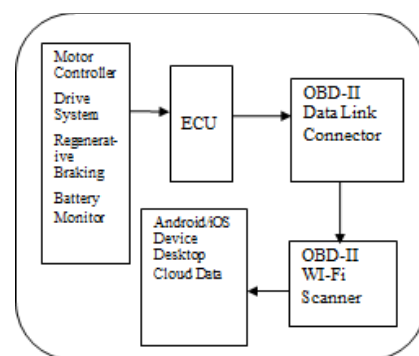 Motor
Controller
Drive
System
Regenerat-
ive
Braking
Battery
Monitor
ECU
OBD-II
Data Link
Connector
OBD-II
WI-Fi
Scanner
Android/iOS
Device
Desktop
Cloud Data